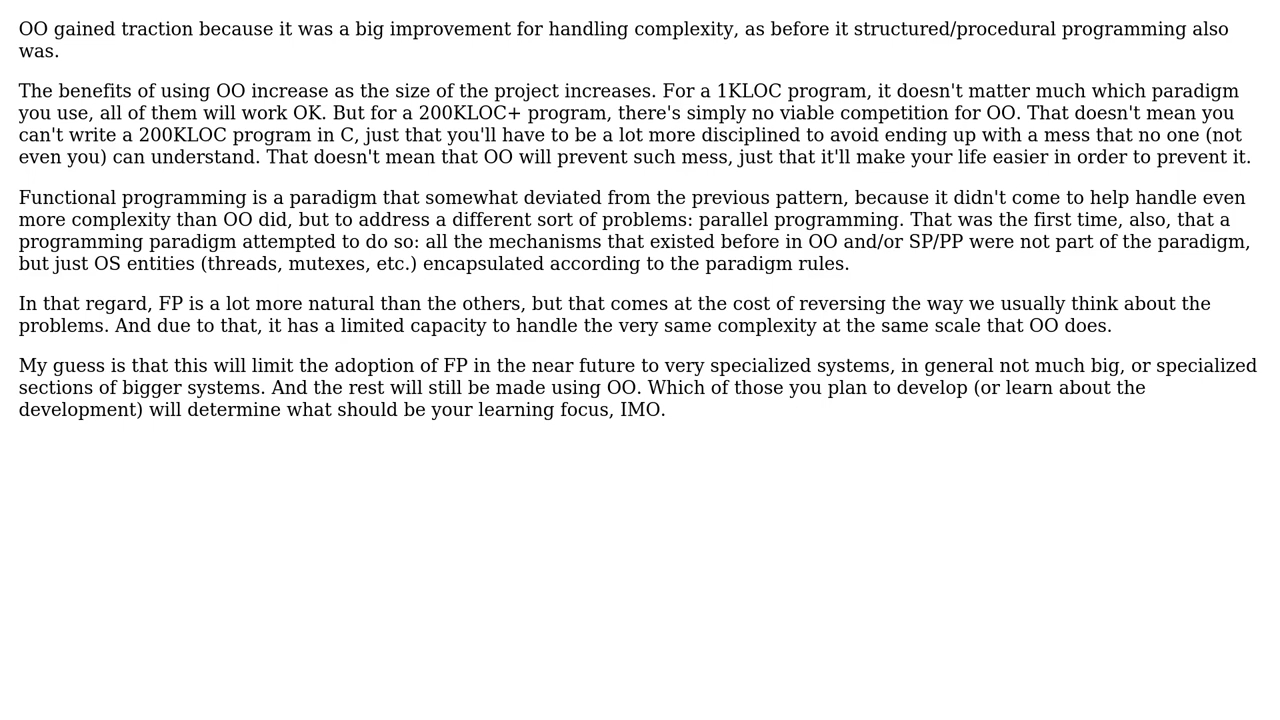 OO gained traction because it was a big improvement for handling complexity, as before it structured/procedural programming also
was.
The benefits of using OO increase as the size of the project increases. For a 1KLOC program, it doesn't matter much which paradigm
you use, all of them will work OK. But for a 200KLOC+ program, there's simply no viable competition for OO. That doesn't mean you
can't write a 200KLOC program in C, just that you'll have to be a lot more disciplined to avoid ending up with a mess that no one (not
even you) can understand. That doesn't mean that OO will prevent such mess, just that it'll make your life easier in order to prevent it.
Functional programming is a paradigm that somewhat deviated from the previous pattern, because it didn't come to help handle even
more complexity than OO did, but to address a different sort of problems: parallel programming. That was the first time, also, that a
programming paradigm attempted to do so: all the mechanisms that existed before in OO and/or SP/PP were not part of the paradigm,
but just OS entities (threads, mutexes, etc.) encapsulated according to the paradigm rules.
In that regard, FP is a lot more natural than the others, but that comes at the cost of reversing the way we usually think about the
problems. And due to that, it has a limited capacity to handle the very same complexity at the same scale that OO does.
My guess is that this will limit the adoption of FP in the near future to very specialized systems, in general not much big, or specialized
sections of bigger systems. And the rest will still be made using OO. Which of those you plan to develop (or learn about the
development) will determine what should be your learning focus, IMO.